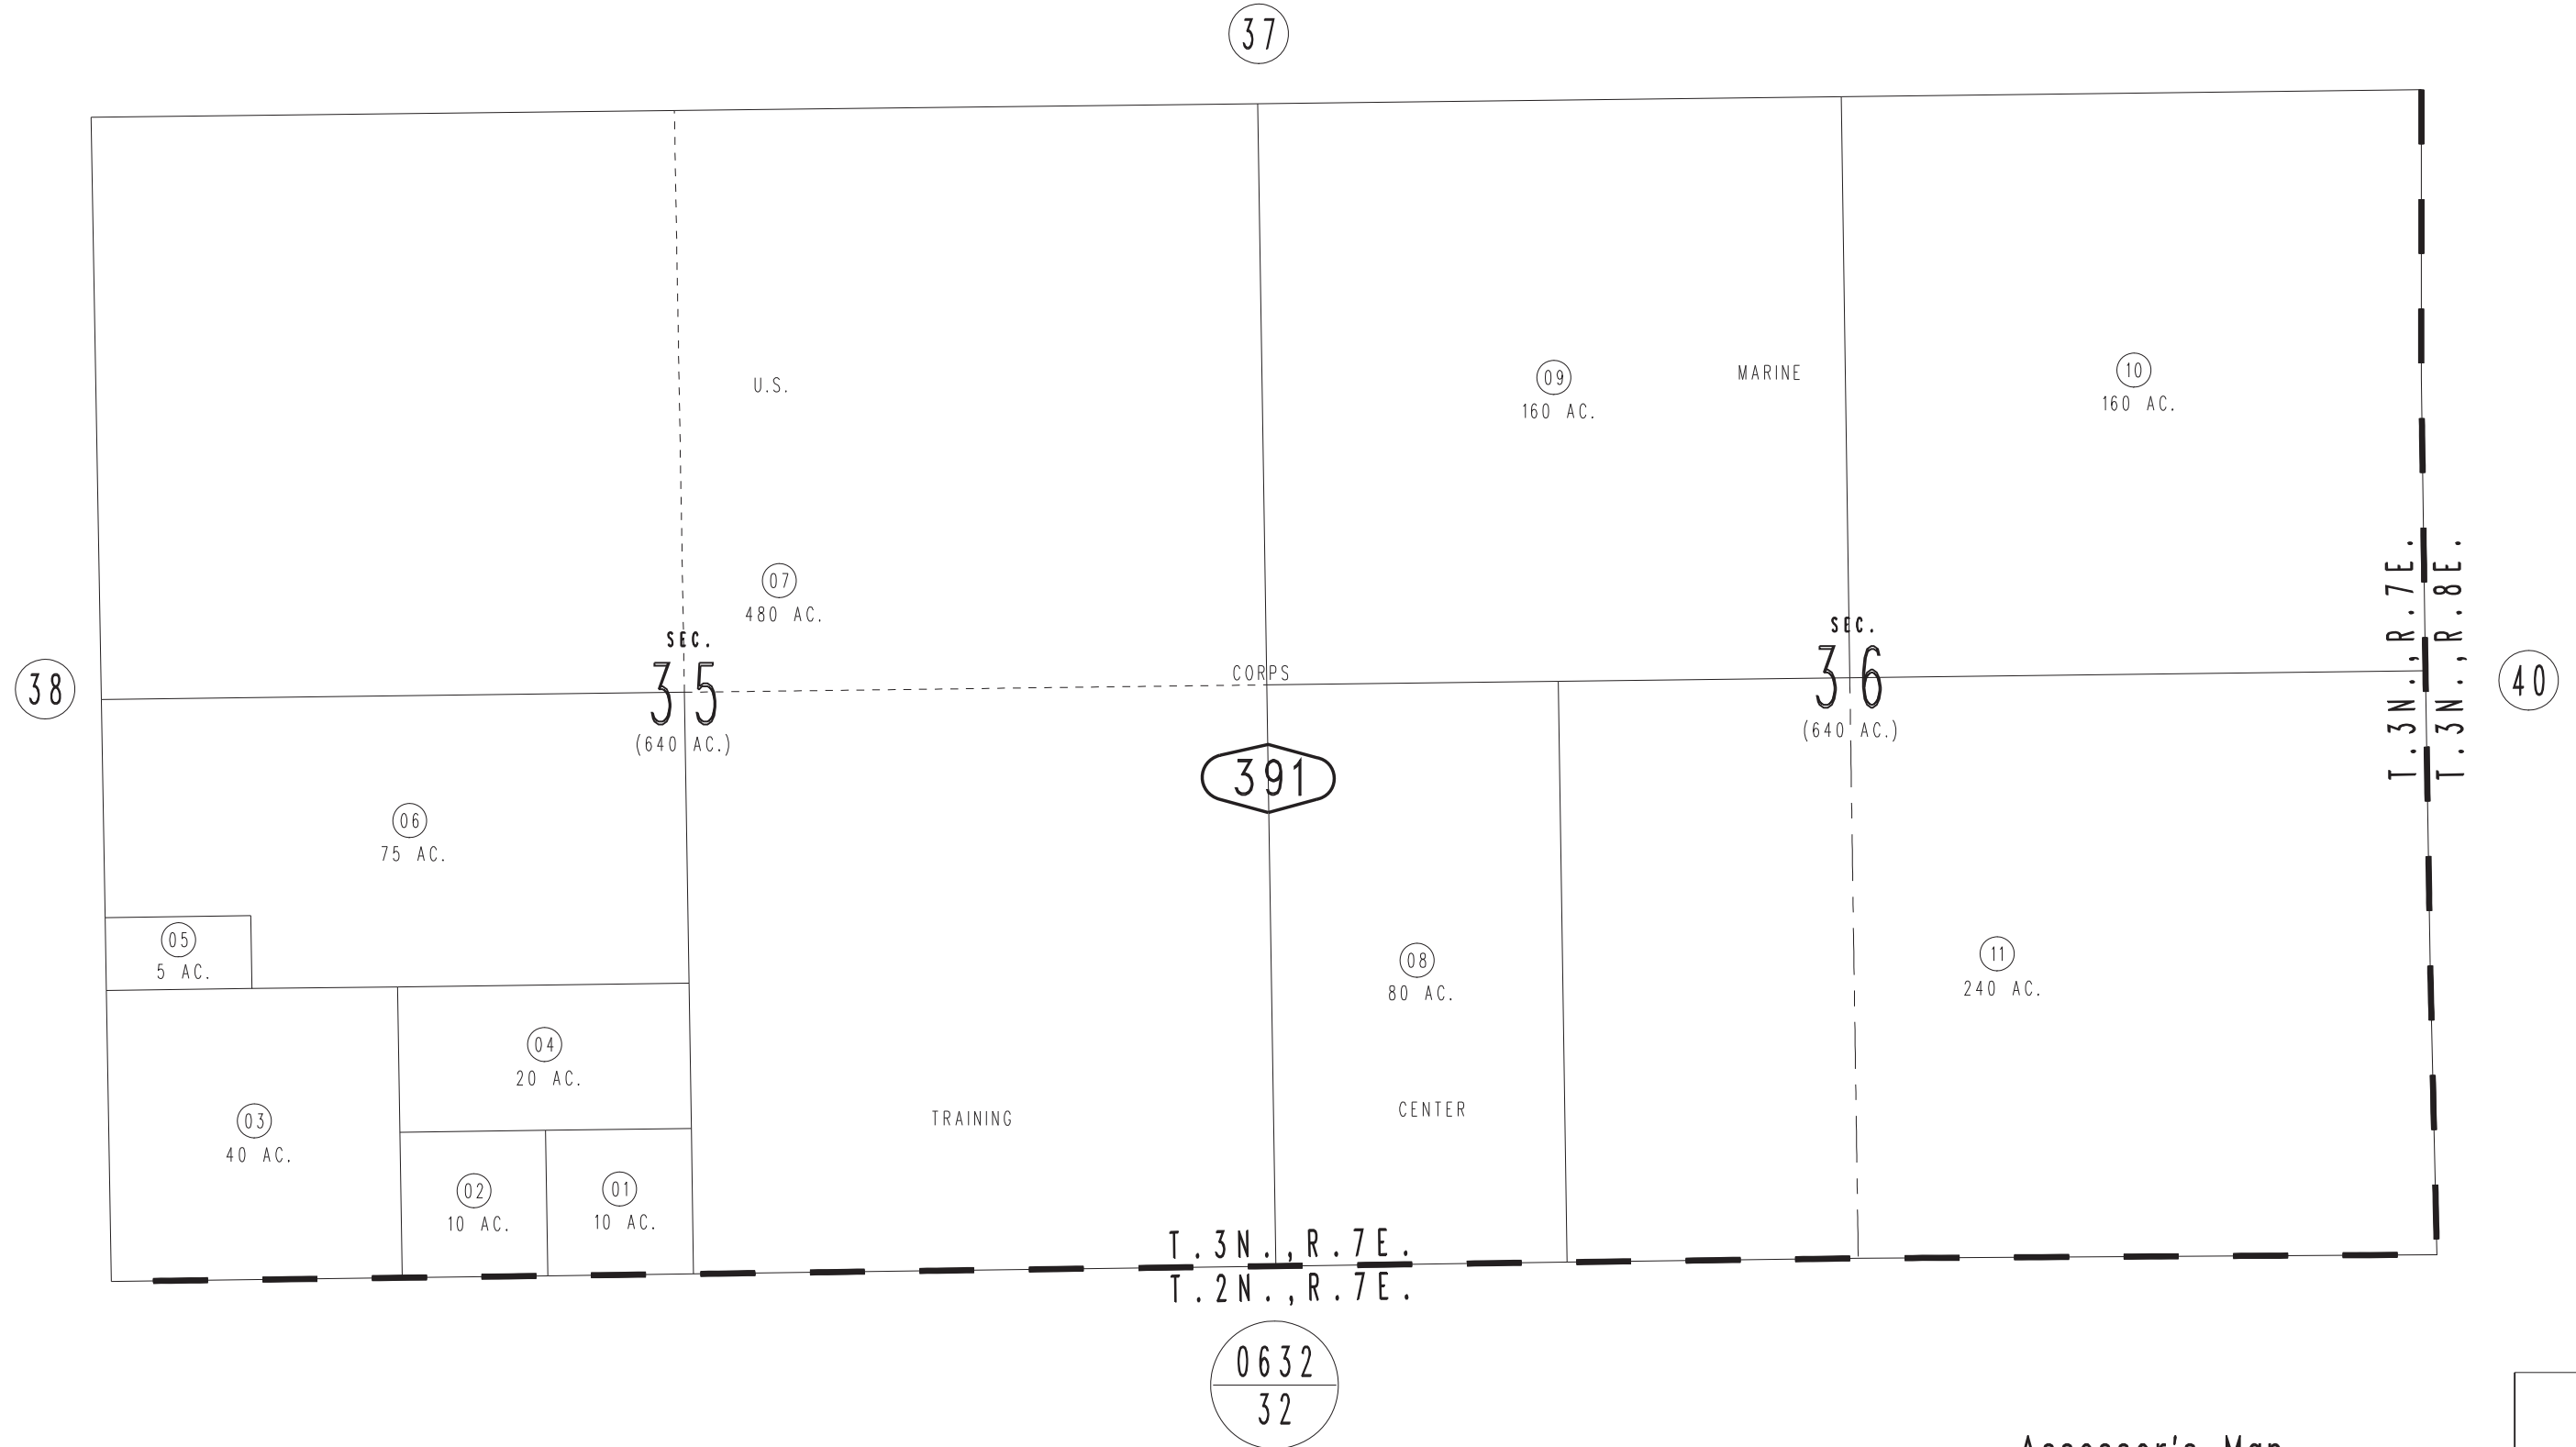 37
U.S.
MARINE
09
160 AC.
10
160 AC.
07
480 AC.
SEC.
35
(640 AC.)
CORPS
SEC.
36
(640 AC.)
38
40
T.3N.,R.7E.
T.3N.,R.8E.
391
06
75 AC.
05
5 AC.
08
80 AC.
11
240 AC.
04
20 AC.
03
40 AC.
TRAINING
CENTER
02
10 AC.
01
10 AC.
T.3N.,R.7E.
T.2N.,R.7E.
0632
32
Assessor's Map